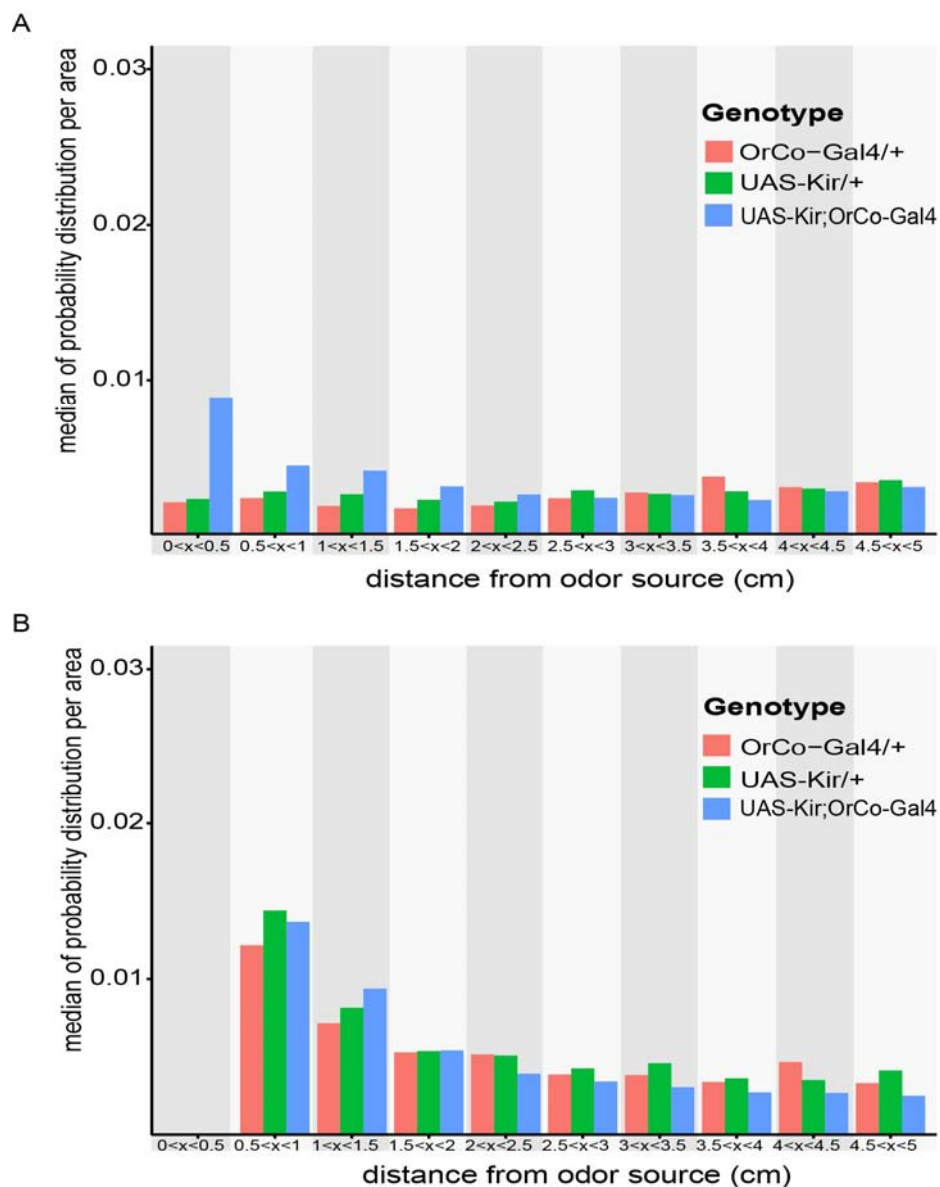 A
median of probability distribution per area
0.03
0.02
0.01
Genotype
OrCo−Gal4/+
UAS-Kir/+
UAS-Kir;OrCo-Gal4
0<x<0.5 0.5<x<1 1<x<1.5 1.5<x<2 2<x<2.5 2.5<x<3 3<x<3.5 3.5<x<4 4<x<4.5 4.5<x<5
distance from odor source (cm)
B
median of probability distribution per area
0.03
0.02
0.01
Genotype
OrCo−Gal4/+
UAS-Kir/+
UAS-Kir;OrCo-Gal4
0<x<0.5 0.5<x<1 1<x<1.5 1.5<x<2 2<x<2.5 2.5<x<3 3<x<3.5 3.5<x<4 4<x<4.5 4.5<x<5
distance from odor source (cm)